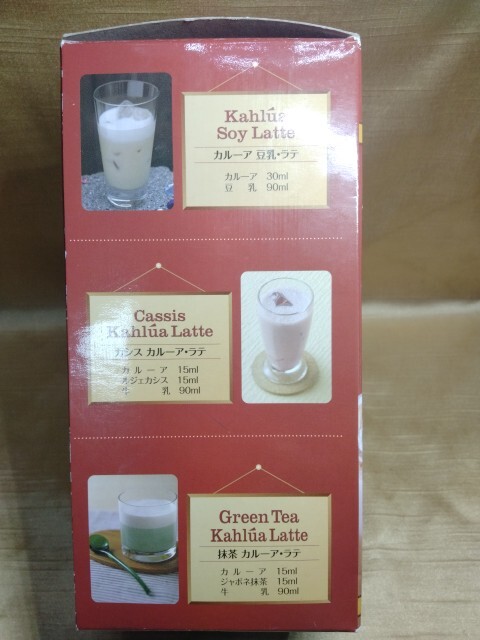 Kahlúa
Soy Latte
カルーア 豆乳・ラテ
カルーア 30ml
豆 乳 90ml
Cassis
Kahlúa Latte
カシス カルーア・ラテ
カルーア 15ml
ルジェカシス 15ml
牛 乳 90ml
Green Tea
Kahlúa Latte
抹茶 カルーア・ラテ
カルーア 15ml
ジャポネ抹茶 15ml
牛 乳 90ml